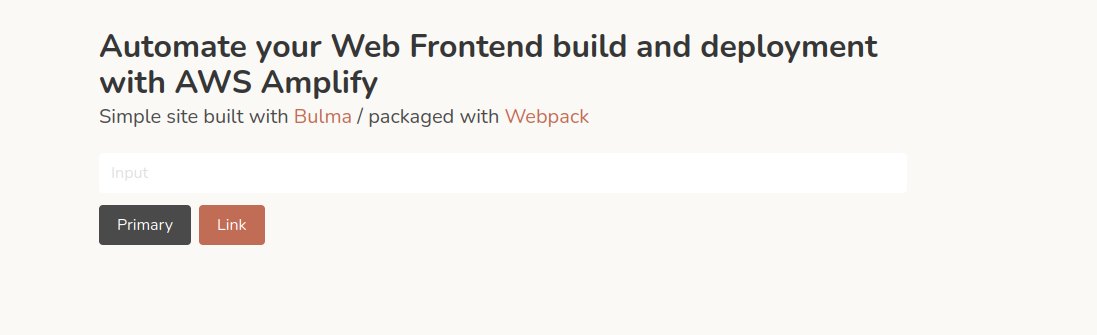 Automate your Web Frontend build and deployment
with AWS Amplify
Simple site built with Bulma / packaged with Webpack
Input
Primary Link